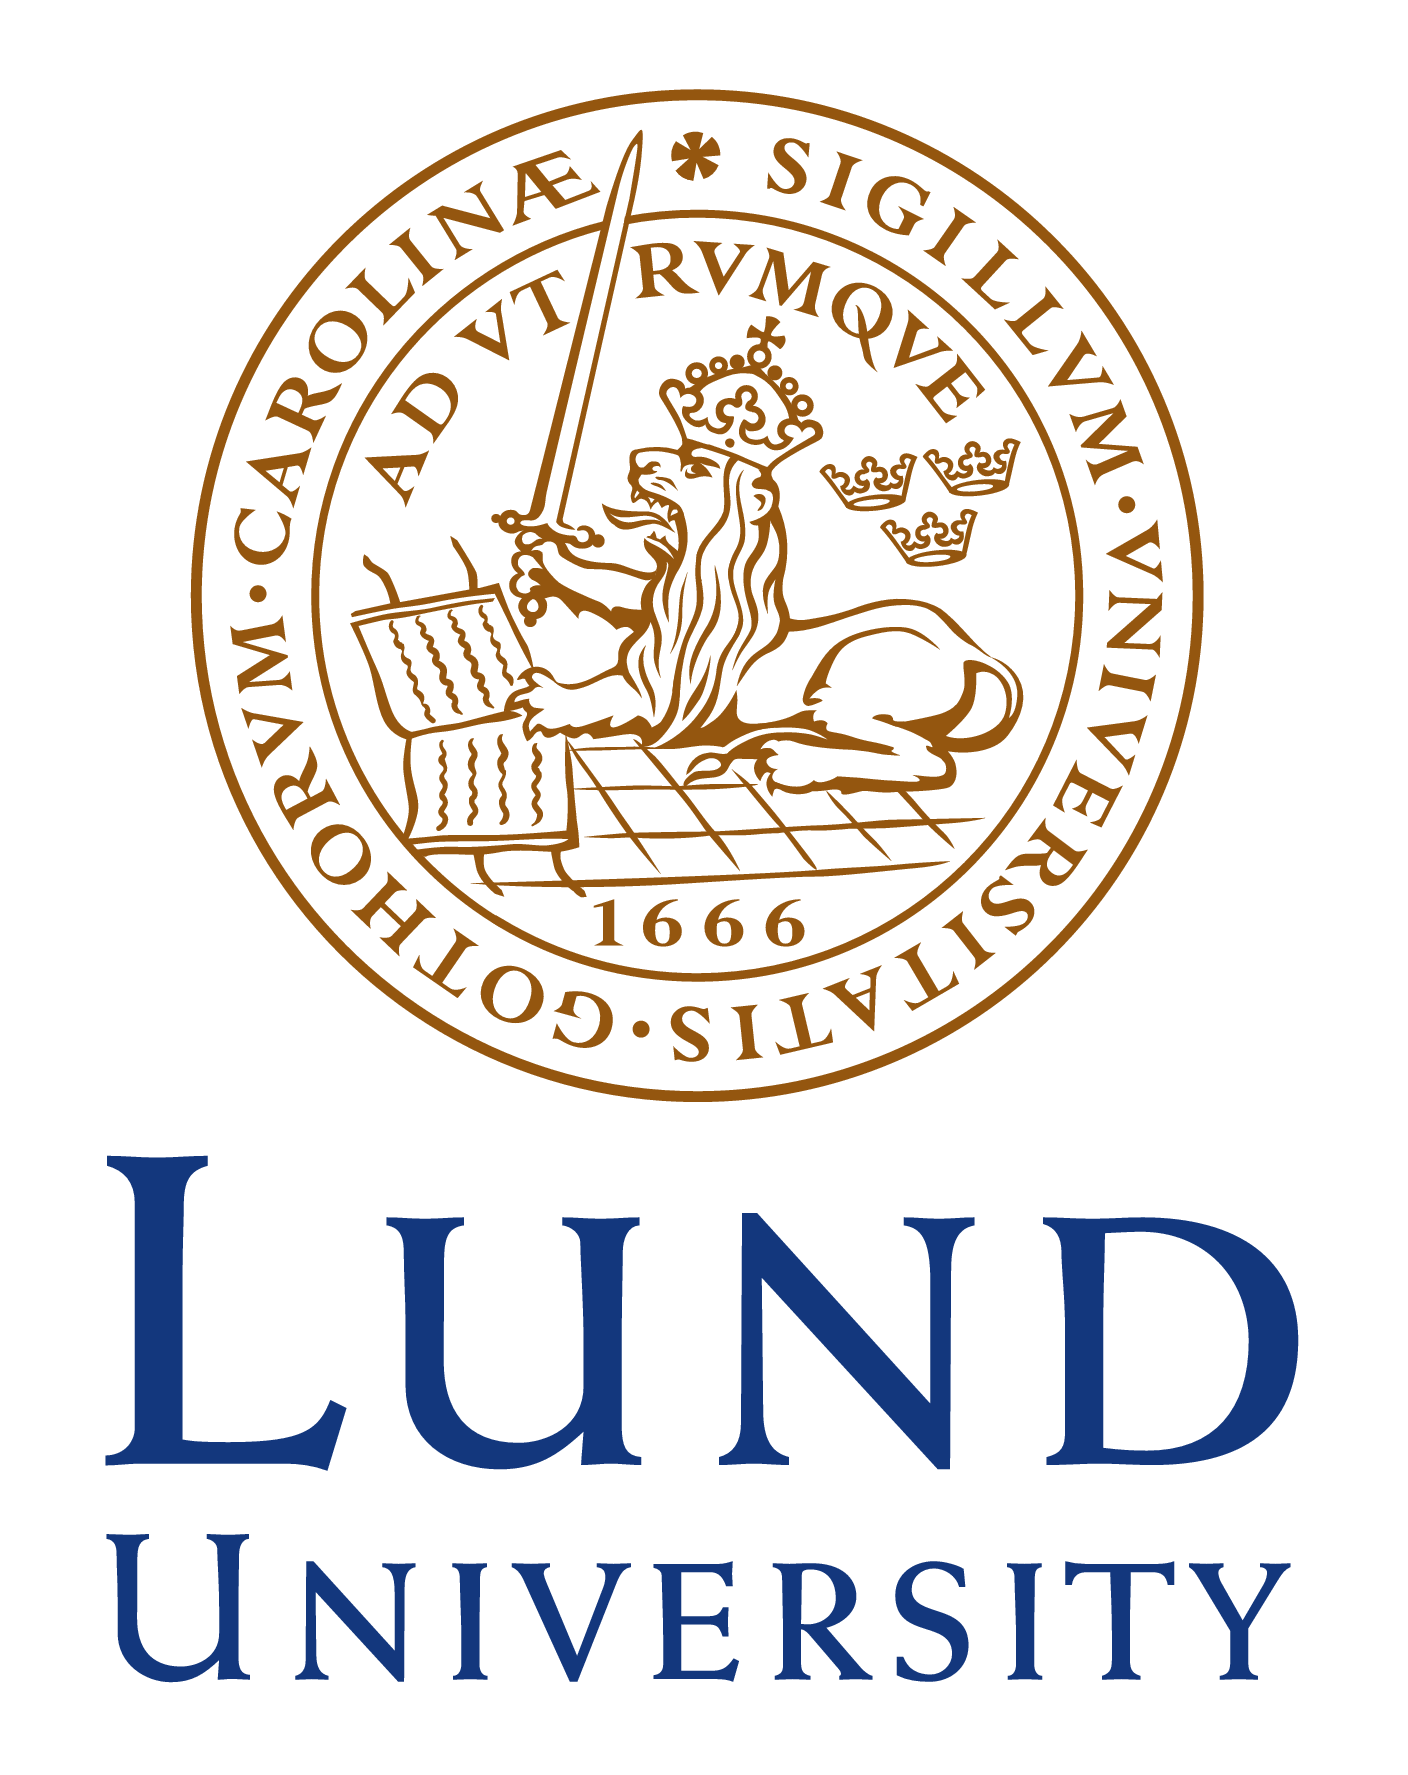 * SIGILLVM · VNIVERSITATIS · GOTHORVM · CAROLINÆ
AD VTRVMQVE
1666
LUND
UNIVERSITY